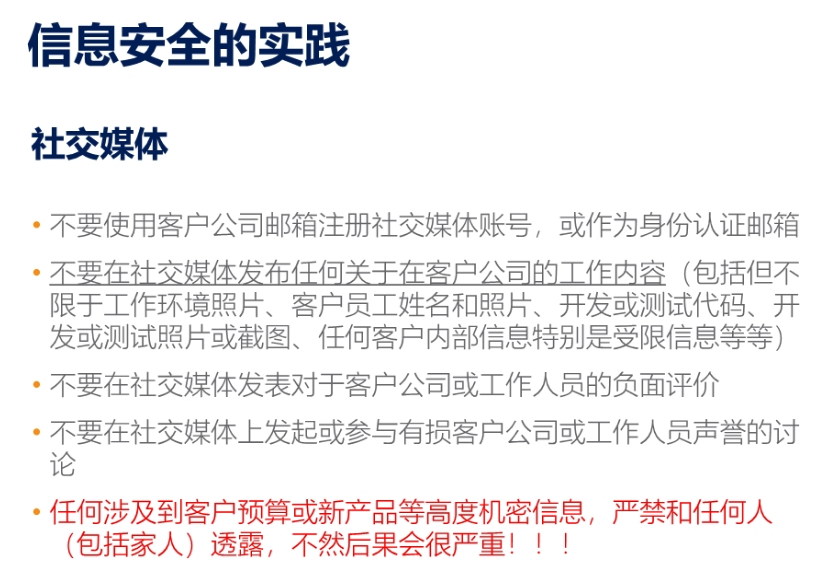 信息安全的实践
社交媒体
• 不要使用客户公司邮箱注册社交媒体账号，或作为身份认证邮箱
• 不要在社交媒体发布任何关于在客户公司的工作内容（包括但不
限于工作环境照片、客户员工姓名和照片、开发或测试代码、开
发或测试照片或截图、任何客户内部信息特别是受限信息等等）
• 不要在社交媒体发表对于客户公司或工作人员的负面评价
• 不要在社交媒体上发起或参与有损客户公司或工作人员声誉的讨
论
• 任何涉及到客户预算或新产品等高度机密信息，严禁和任何人
（包括家人）透露，不然后果会很严重！！！